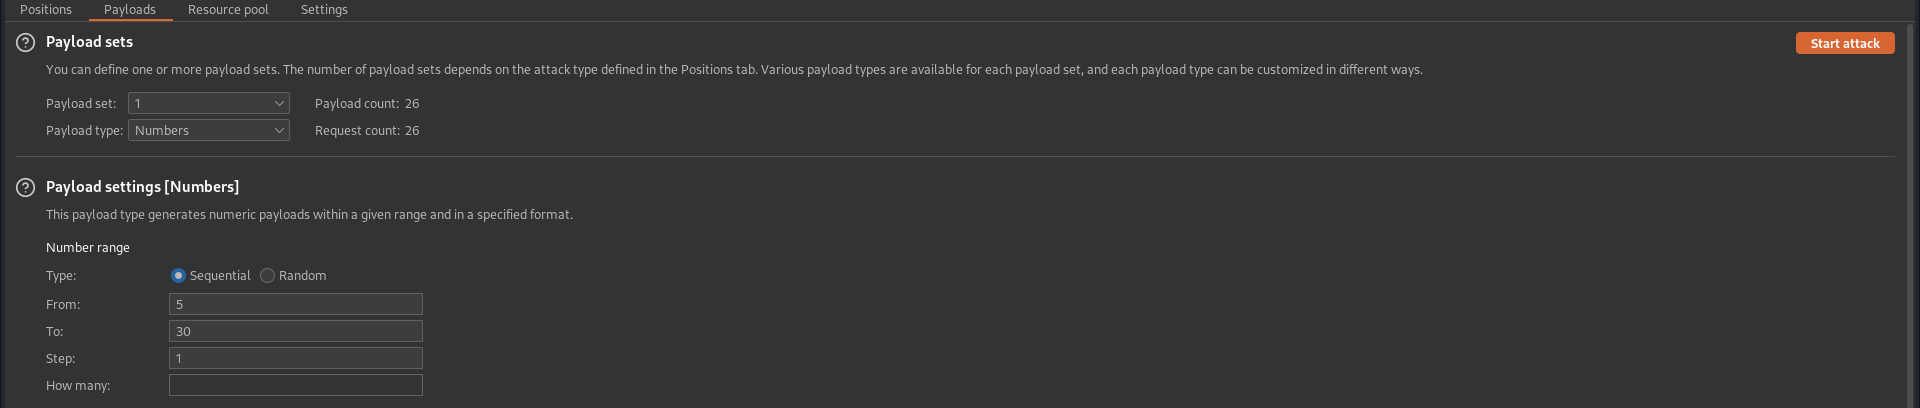 Positions Payloads Resource pool Settings
Payload sets
Start attack
You can define one or more payload sets. The number of payload sets depends on the attack type defined in the Positions tab. Various payload types are available for each payload set, and each payload type can be customized in different ways.
Payload set: 1 Payload count: 26
Payload type: Numbers Request count: 26
Payload settings [Numbers]
This payload type generates numeric payloads within a given range and in a specified format.
Number range
Type: Sequential Random
From: 5
To: 30
Step: 1
How many: